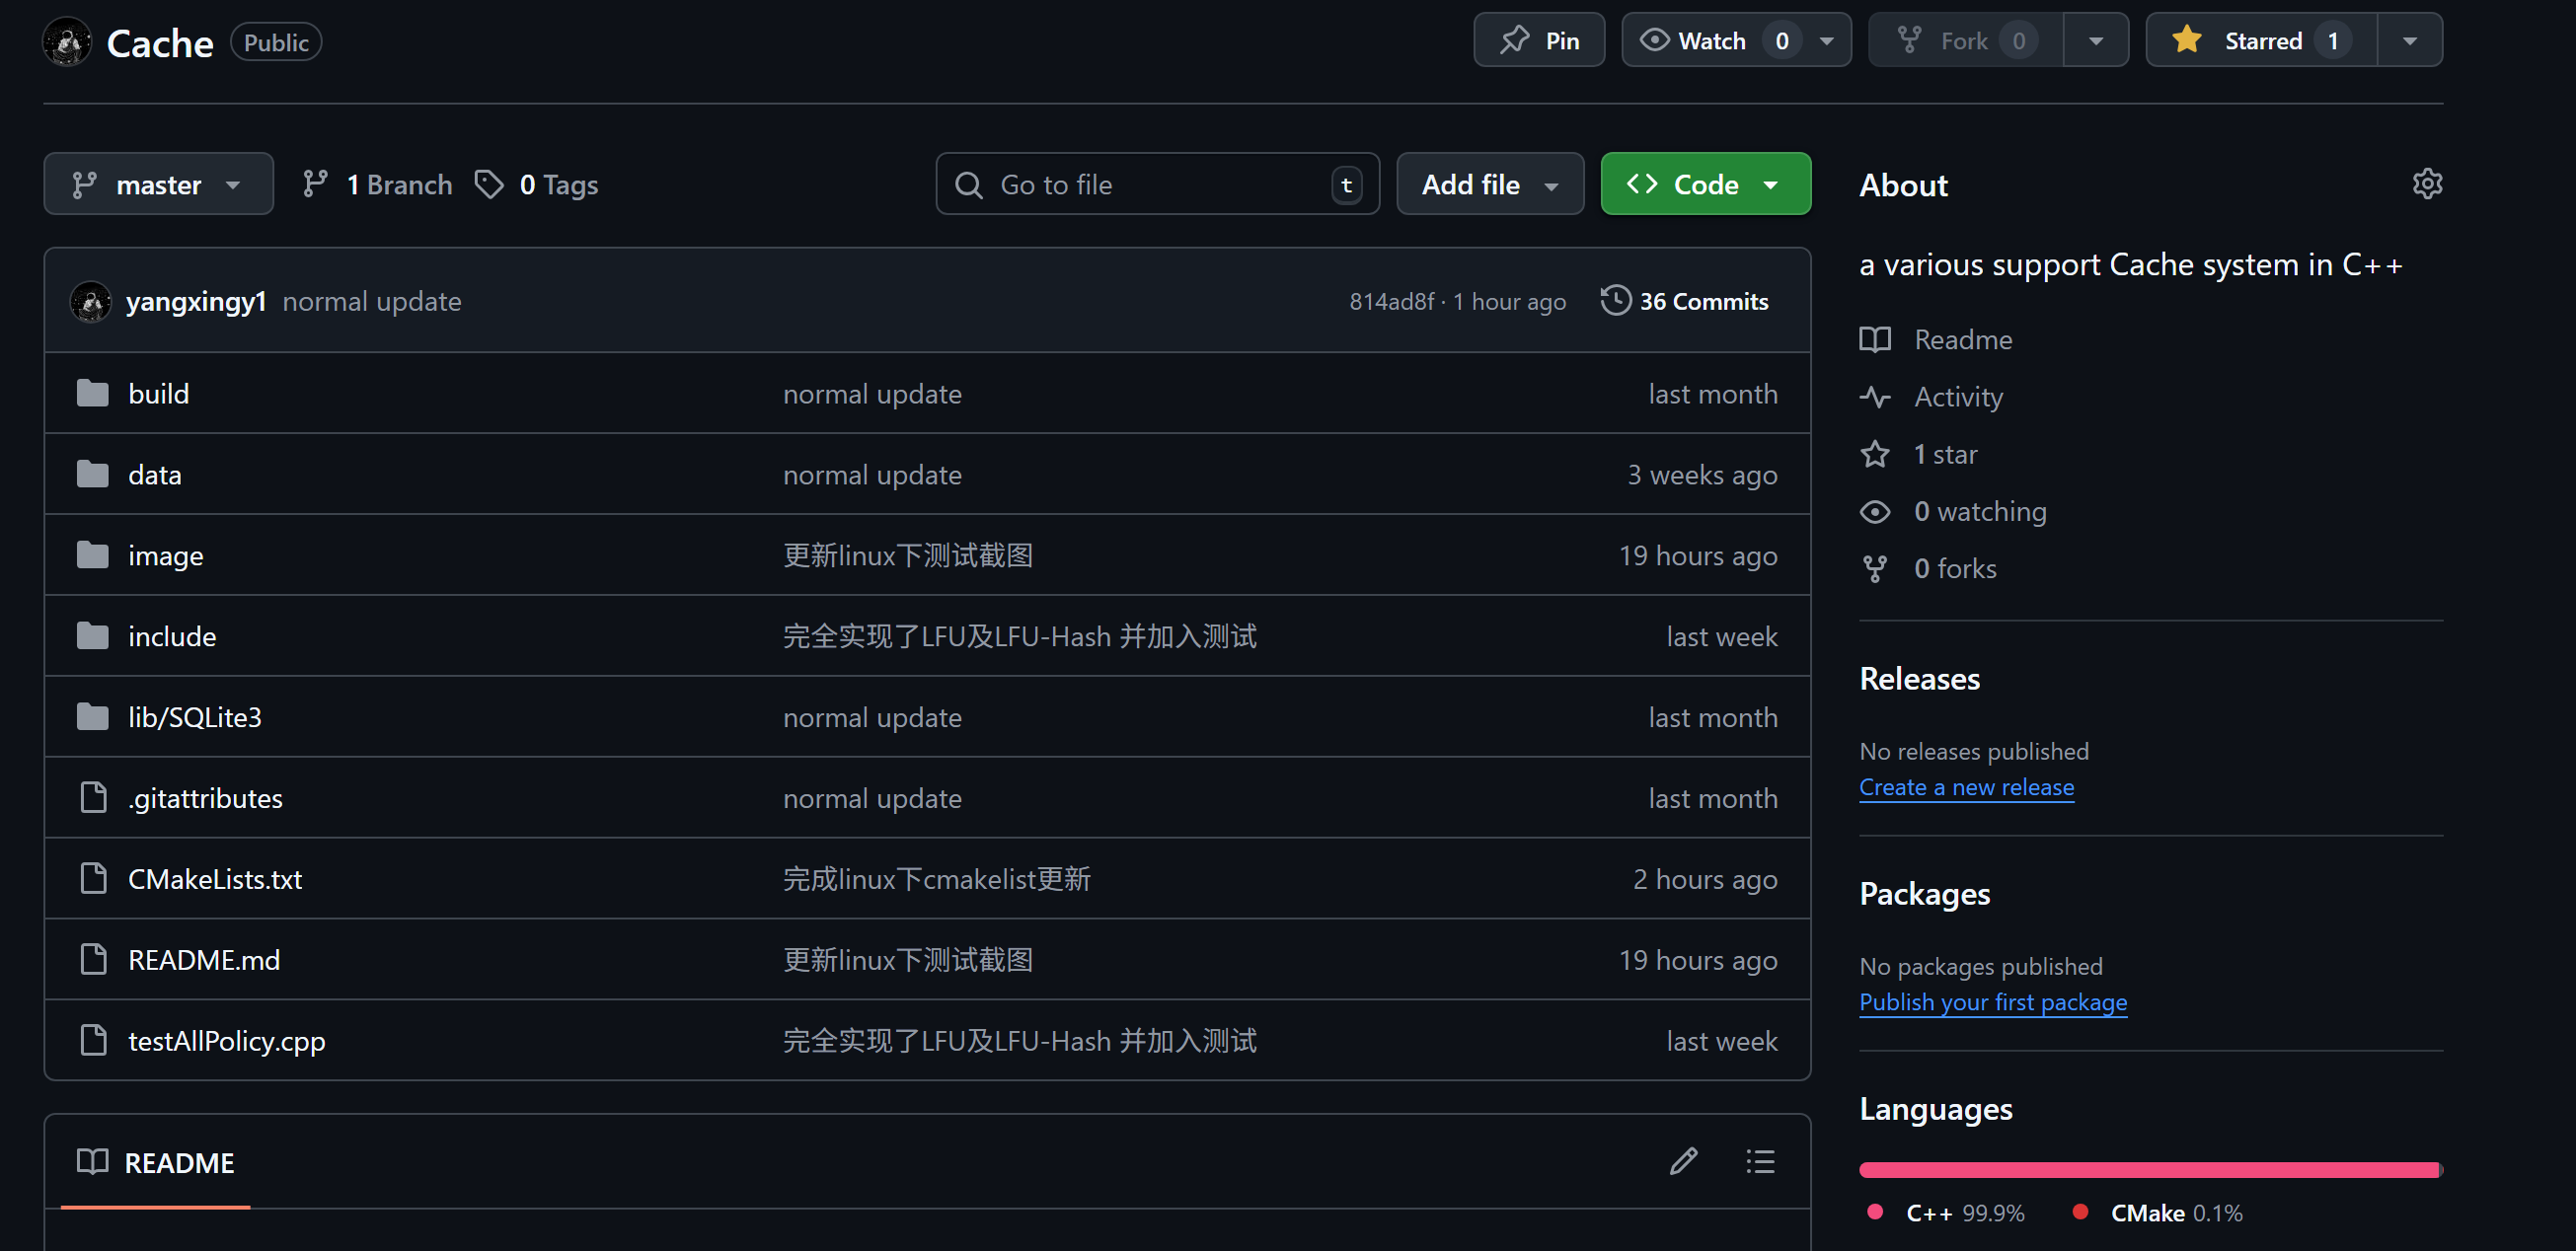 Cache Public Pin Watch 0 Fork 0 Starred 1
master 1 Branch 0 Tags Go to file t Add file Code
yangxingy1 normal update 814ad8f · 1 hour ago 36 Commits
build normal update last month
data normal update 3 weeks ago
image 更新linux下测试截图 19 hours ago
include 完全实现了LFU及LFU-Hash 并加入测试 last week
lib/SQLite3 normal update last month
.gitattributes normal update last month
CMakeLists.txt 完成linux下cmakelist更新 2 hours ago
README.md 更新linux下测试截图 19 hours ago
testAllPolicy.cpp 完全实现了LFU及LFU-Hash 并加入测试 last week
README
About
a various support Cache system in C++
Readme
Activity
1 star
0 watching
0 forks
Releases
No releases published
Create a new release
Packages
No packages published
Publish your first package
Languages
C++ 99.9% CMake 0.1%